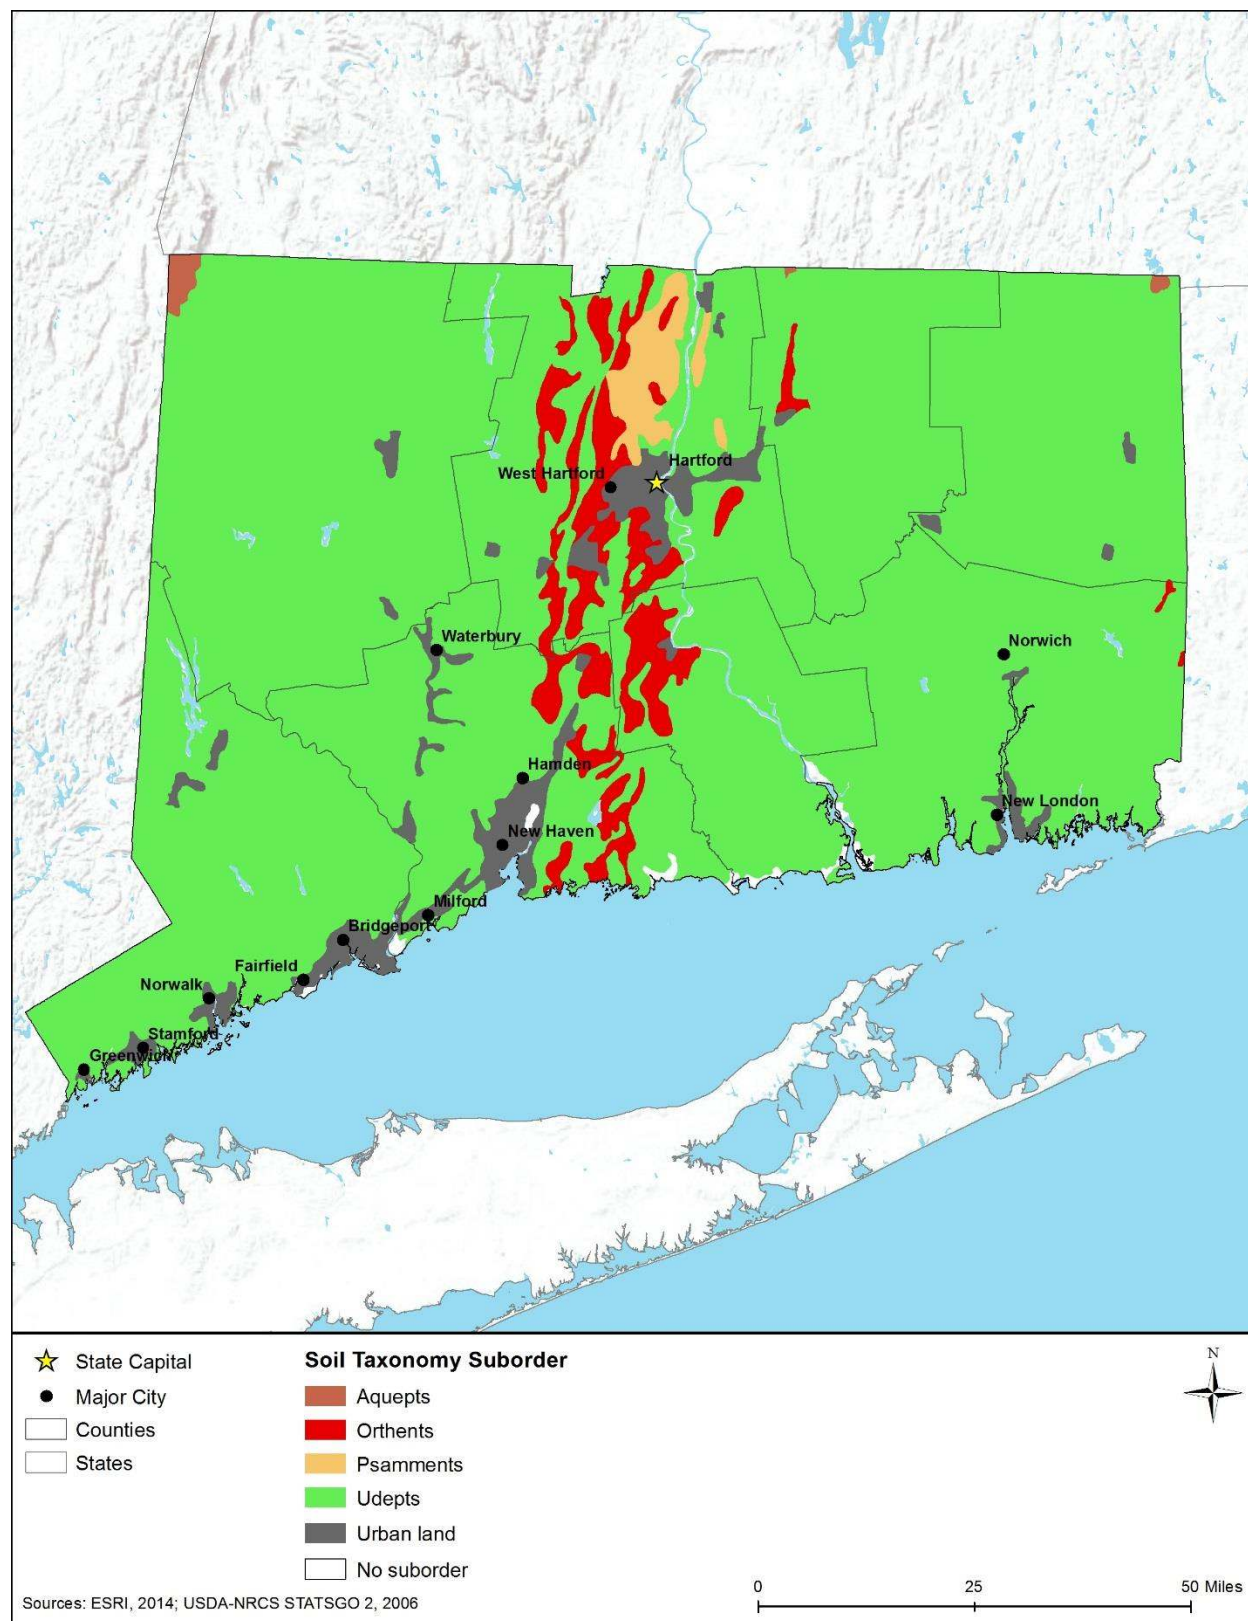 Hartford
West Hartford
Waterbury
Norwich
Hamden
New London
New Haven
Milford
Bridgeport
Fairfield
Norwalk
Stamford
Greenwich
State Capital
Major City
Counties
States
Soil Taxonomy Suborder
Aquepts
Orthents
Psamments
Udepts
Urban land
No suborder
N
0 25 50 Miles
Sources: ESRI, 2014; USDA-NRCS STATSGO 2, 2006